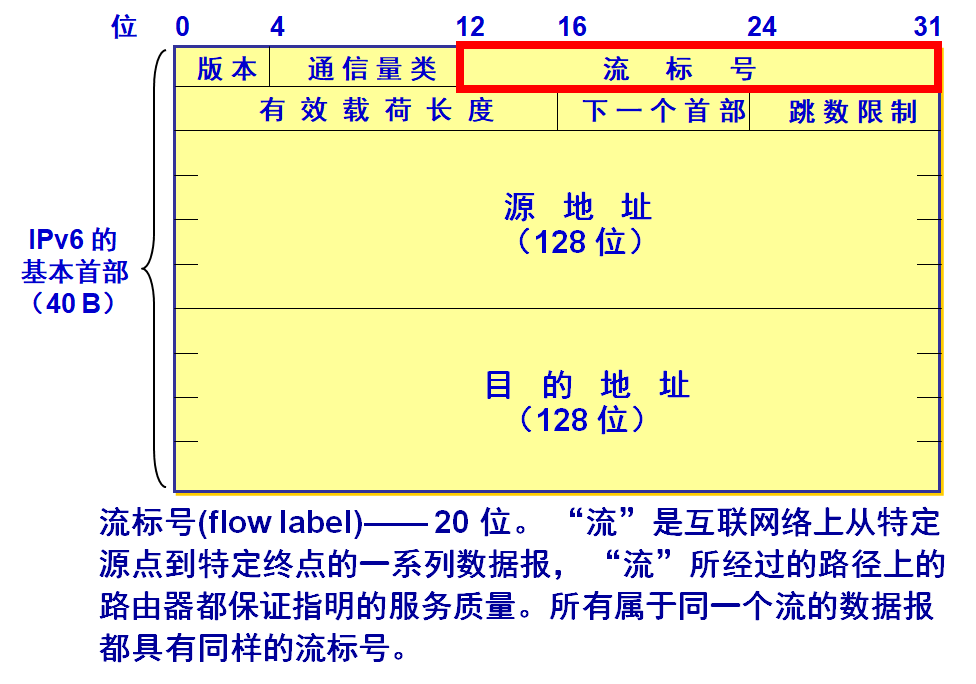 位 0 4 12 16 24 31
版本 通信量类 流标号
有效载荷长度 下一个首部 跳数限制
源地址
（128 位）
IPv6 的
基本首部
（40 B）
目的地址
（128 位）
流标号(flow label)—— 20 位。“流”是互联网络上从特定
源点到特定终点的一系列数据报，“流”所经过的路径上的
路由器都保证指明的服务质量。所有属于同一个流的数据报
都具有同样的流标号。